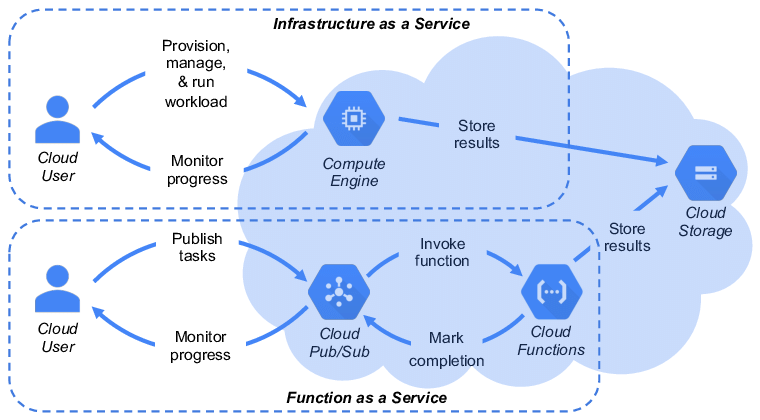 Infrastructure as a Service
Provision,
manage,
& run
workload
Cloud
User
Monitor
progress
Compute
Engine
Store
results
Cloud
Storage
Publish
tasks
Cloud
User
Monitor
progress
Cloud
Pub/Sub
Invoke
function
Mark
completion
Cloud
Functions
Store
results
Function as a Service